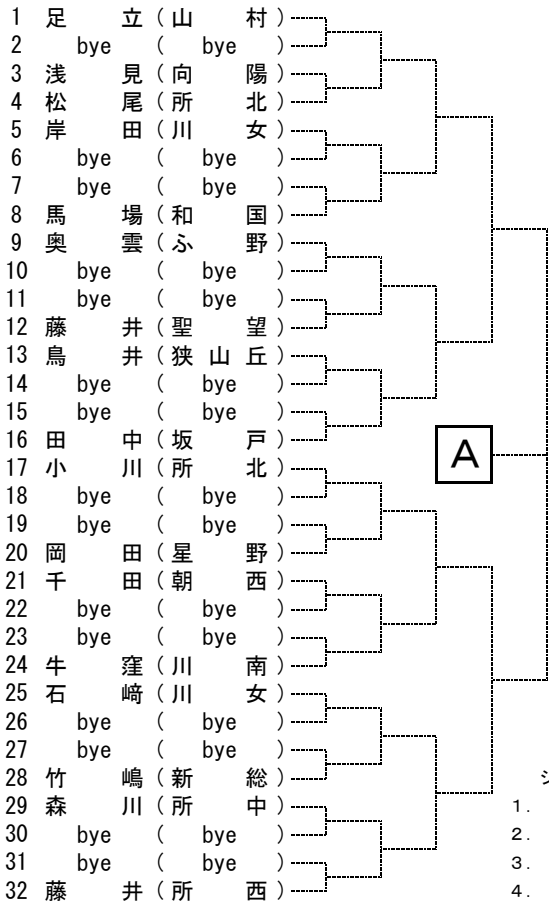 1 足 立 ( 山 村 )
2 bye ( bye )
3 浅 見 ( 向 陽 )
4 松 尾 ( 所 北 )
5 岸 田 ( 川 女 )
6 bye ( bye )
7 bye ( bye )
8 馬 場 ( 和 国 )
9 奥 雲 ( ふ 野 )
10 bye ( bye )
11 bye ( bye )
12 藤 井 ( 聖 望 )
13 鳥 井 ( 狭 山 丘 )
14 bye ( bye )
15 bye ( bye )
16 田 中 ( 坂 戸 )
A
17 小 川 ( 所 北 )
18 bye ( bye )
19 bye ( bye )
20 岡 田 ( 星 野 )
21 千 田 ( 朝 西 )
22 bye ( bye )
23 bye ( bye )
24 牛 窪 ( 川 南 )
25 石 﨑 ( 川 女 )
26 bye ( bye )
27 bye ( bye )
28 竹 嶋 ( 新 総 )
29 森 川 ( 所 中 ) 1.
30 bye ( bye ) 2.
31 bye ( bye ) 3.
32 藤 井 ( 所 西 ) 4.